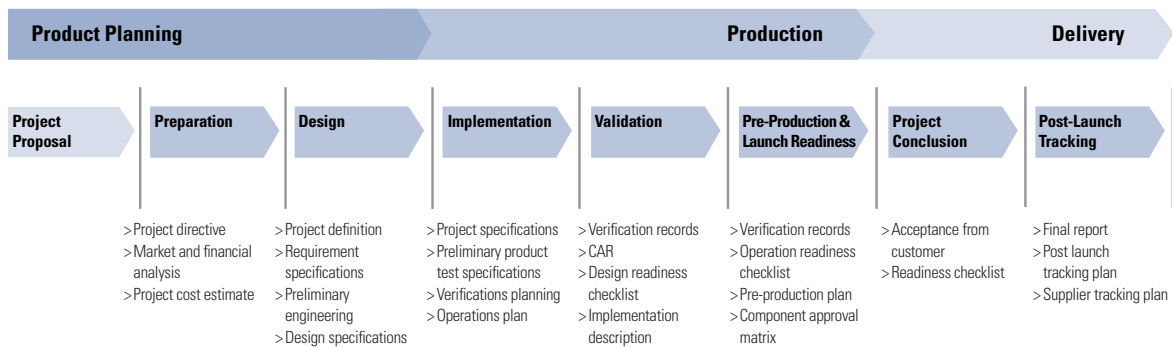 Product Planning
Production
Delivery
Project
Proposal
Preparation
Design
Implementation
Validation
Pre-Production &
Launch Readiness
Project
Conclusion
Post-Launch
Tracking
> Project directive
> Market and financial
analysis
> Project cost estimate
> Project definition
> Requirement
specifications
> Preliminary
engineering
> Design specifications
> Project specifications
> Preliminary product
test specifications
> Verifications planning
> Operations plan
> Verification records
> CAR
> Design readiness
checklist
> Implementation
description
> Verification records
> Operation readiness
checklist
> Pre-production plan
> Component approval
matrix
> Acceptance from
customer
> Readiness checklist
> Final report
> Post launch
tracking plan
> Supplier tracking plan